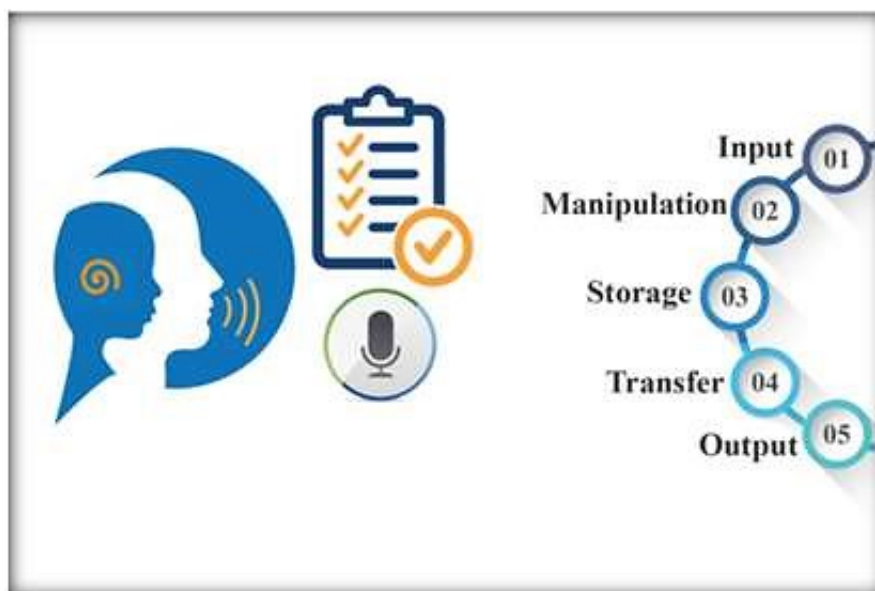 Input 01
Manipulation 02
Storage 03
Transfer 04
Output 05